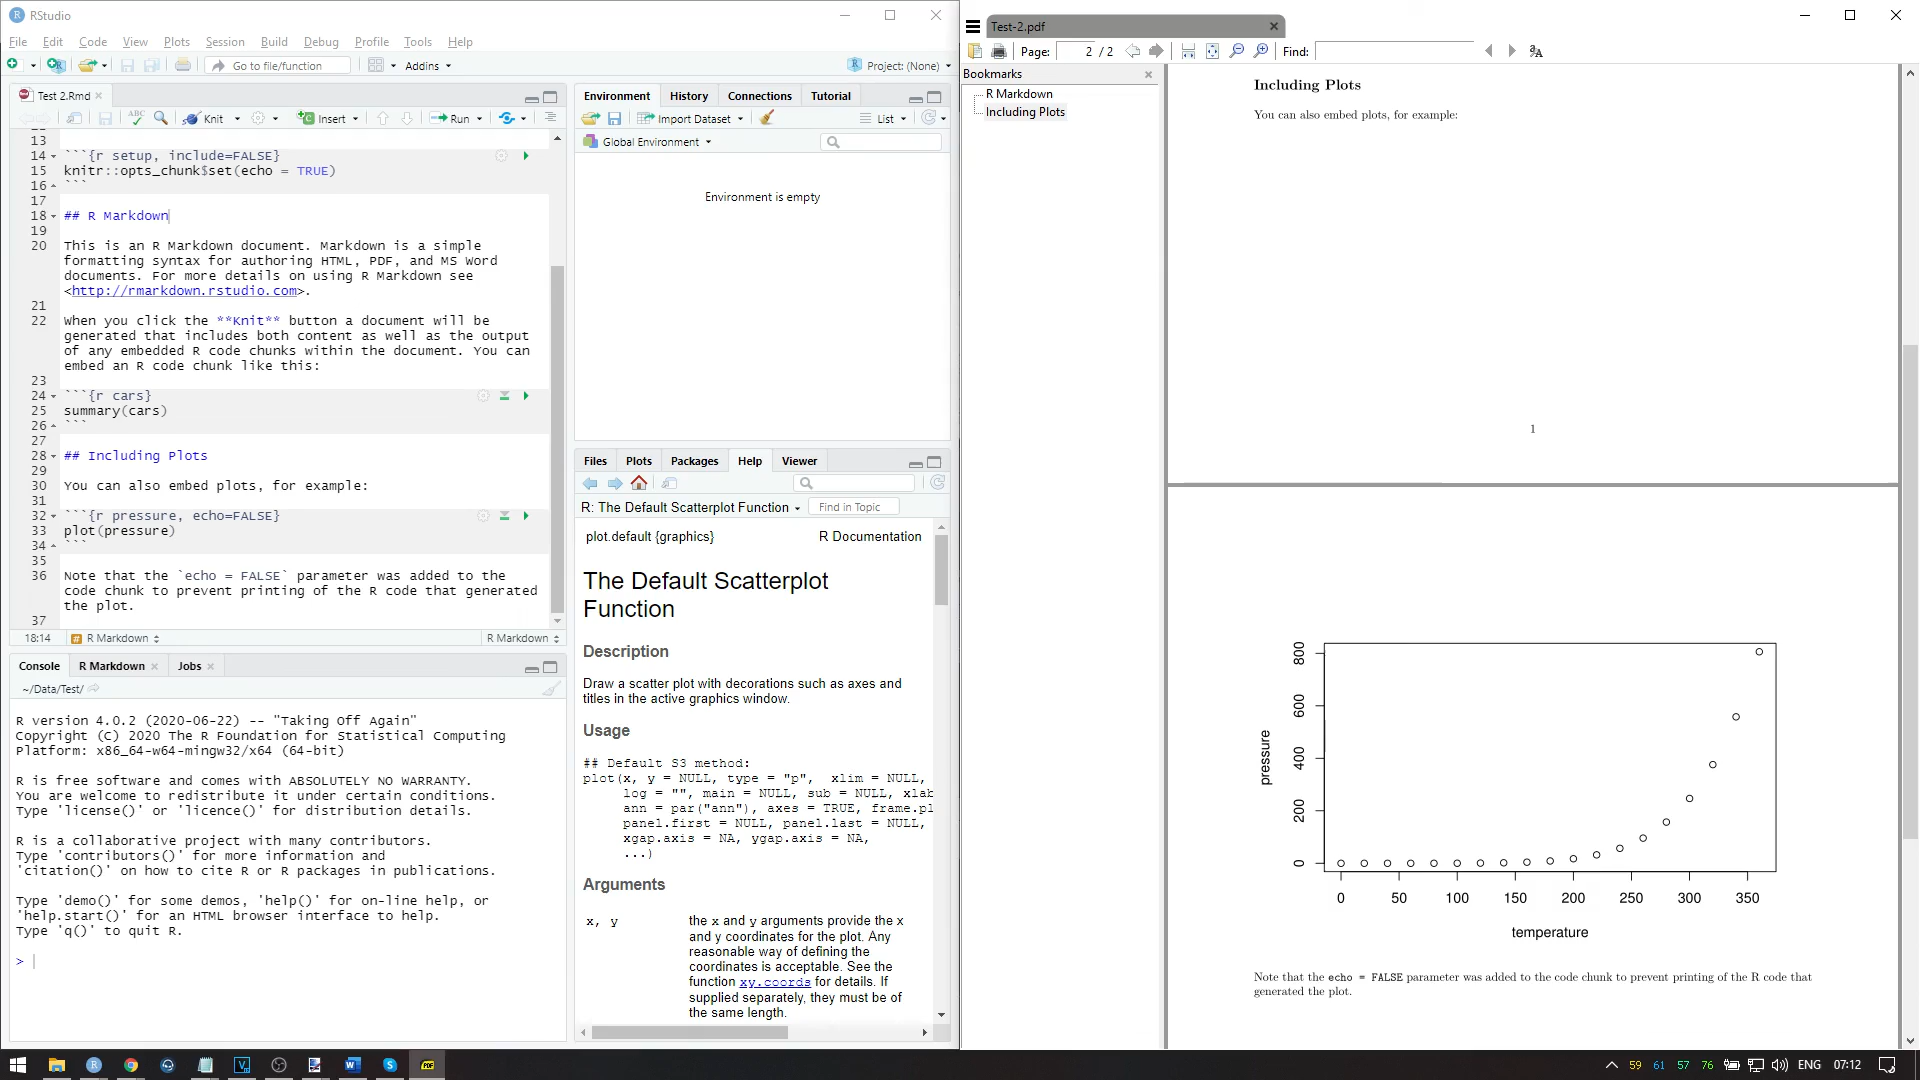 RStudio
File Edit Code View Plots Session Build Debug Profile Tools Help
Go to file/function Addins Project: (None)
Test 2.Rmd
Knit Insert Run
13
14 ```{r setup, include=FALSE}
15 knitr::opts_chunk$set(echo = TRUE)
16 ```
17
18 ## R Markdown
19
20 This is an R Markdown document. Markdown is a simple
formatting syntax for authoring HTML, PDF, and MS Word
documents. For more details on using R Markdown see
<http://rmarkdown.rstudio.com>.
21
22 When you click the **Knit** button a document will be
generated that includes both content as well as the output
of any embedded R code chunks within the document. You can
embed an R code chunk like this:
23
24 ```{r cars}
25 summary(cars)
26 ```
27
28 ## Including Plots
29
30 You can also embed plots, for example:
31
32 ```{r pressure, echo=FALSE}
33 plot(pressure)
34 ```
35
36 Note that the `echo = FALSE` parameter was added to the
code chunk to prevent printing of the R code that generated
the plot.
37
18:14 R Markdown R Markdown
Console R Markdown Jobs
~/Data/Test/
R version 4.0.2 (2020-06-22) -- "Taking Off Again"
Copyright (C) 2020 The R Foundation for Statistical Computing
Platform: x86_64-w64-mingw32/x64 (64-bit)
R is free software and comes with ABSOLUTELY NO WARRANTY.
You are welcome to redistribute it under certain conditions.
Type 'license()' or 'licence()' for distribution details.
R is a collaborative project with many contributors.
Type 'contributors()' for more information and
'citation()' on how to cite R or R packages in publications.
Type 'demo()' for some demos, 'help()' for on-line help, or
'help.start()' for an HTML browser interface to help.
Type 'q()' to quit R.
>
Environment History Connections Tutorial
Import Dataset List
Global Environment
Environment is empty
Files Plots Packages Help Viewer
R: The Default Scatterplot Function Find in Topic
plot.default {graphics} R Documentation
The Default Scatterplot
Function
Description
Draw a scatter plot with decorations such as axes and
titles in the active graphics window.
Usage
## Default S3 method:
plot(x, y = NULL, type = "p", xlim = NULL,
log = "", main = NULL, sub = NULL, xlab
ann = par("ann"), axes = TRUE, frame.pl
panel.first = NULL, panel.last = NULL,
xgap.axis = NA, ygap.axis = NA,
...)
Arguments
x, y the x and y arguments provide the x
and y coordinates for the plot. Any
reasonable way of defining the
coordinates is acceptable. See the
function xy.coords for details. If
supplied separately, they must be of
the same length.
Test-2.pdf
Page: 2 / 2 Find:
Bookmarks
R Markdown
Including Plots
Including Plots
You can also embed plots, for example:
1
800
600
400
200
0
pressure
0 50 100 150 200 250 300 350
temperature
Note that the echo = FALSE parameter was added to the code chunk to prevent printing of the R code that
generated the plot.
59 61 57 76 ENG 07:12